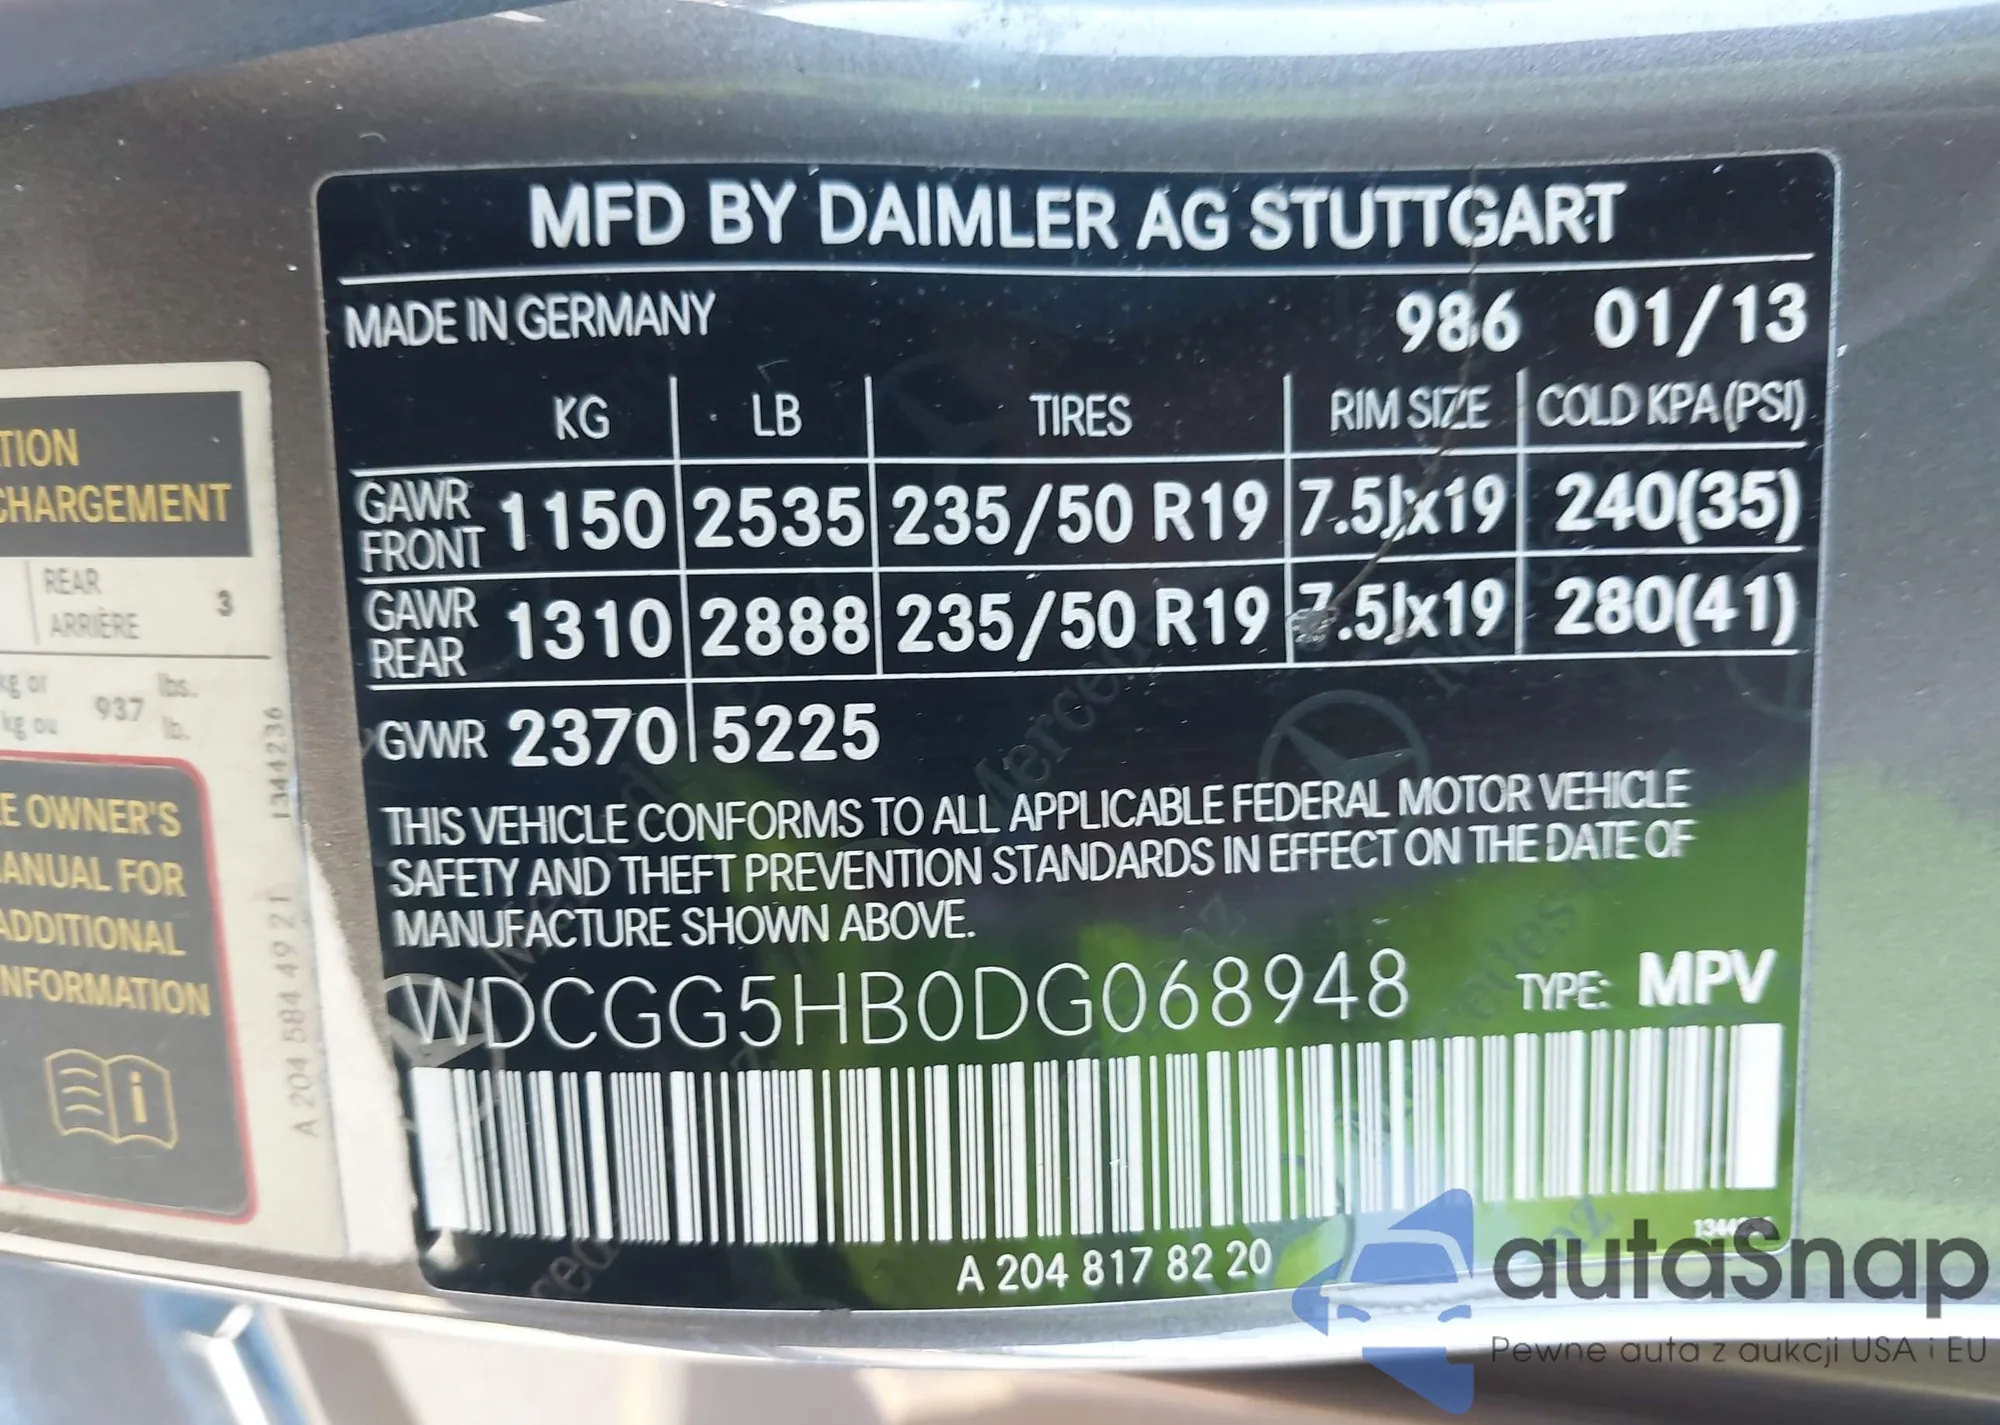 MFD BY DAIMLER AG STUTTGART
MADE IN GERMANY 986 01/13
KG LB TIRES RIM SIZE COLD KPA (PSI)
GAWR FRONT 1150 2535 235/50 R19 7.5Jx19 240(35)
GAWR REAR 1310 2888 235/50 R19 7.5Jx19 280(41)
GVWR 2370 5225
THIS VEHICLE CONFORMS TO ALL APPLICABLE FEDERAL MOTOR VEHICLE
SAFETY AND THEFT PREVENTION STANDARDS IN EFFECT ON THE DATE OF
MANUFACTURE SHOWN ABOVE.
WDCGG5HB0DG068948 TYPE: MPV
A 204 817 82 20
TION
CHARGEMENT
REAR
ARRIÈRE 3
kg or 937 lbs.
kg ou lb.
E OWNER'S
ANUAL FOR
ADDITIONAL
NFORMATION
1344236
A 204 584 49 21
autaSnap
Pewne auta z aukcji USA i EU